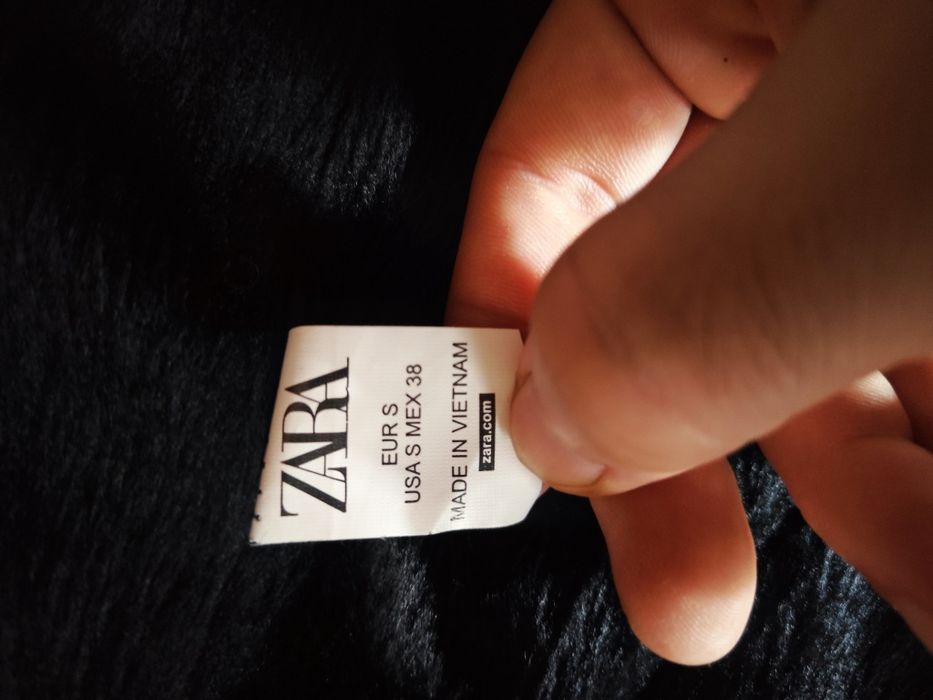 ZARA
EUR S
USA S MEX 38
MADE IN VIETNAM
zara.com